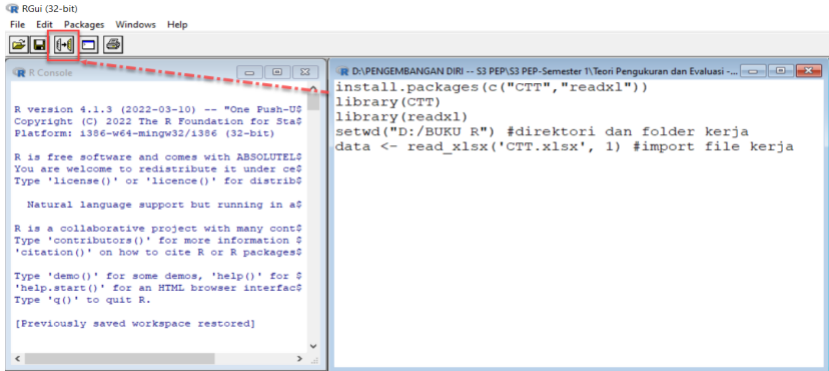 RGui (32-bit)
File Edit Packages Windows Help
R Console
R version 4.1.3 (2022-03-10) -- "One Push-U$
Copyright (C) 2022 The R Foundation for Sta$
Platform: i386-w64-mingw32/i386 (32-bit)
R is free software and comes with ABSOLUTEL$
You are welcome to redistribute it under ce$
Type 'license()' or 'licence()' for distrib$
Natural language support but running in a$
R is a collaborative project with many cont$
Type 'contributors()' for more information $
'citation()' on how to cite R or R packages$
Type 'demo()' for some demos, 'help()' for $
'help.start()' for an HTML browser interfac$
Type 'q()' to quit R.
[Previously saved workspace restored]
D:\PENGEMBANGAN DIRI -- S3 PEP\S3 PEP-Semester 1\Teori Pengukuran dan Evaluasi -...
install.packages(c("CTT","readxl"))
library(CTT)
library(readxl)
setwd("D:/BUKU R") #direktori dan folder kerja
data <- read_xlsx('CTT.xlsx', 1) #import file kerja